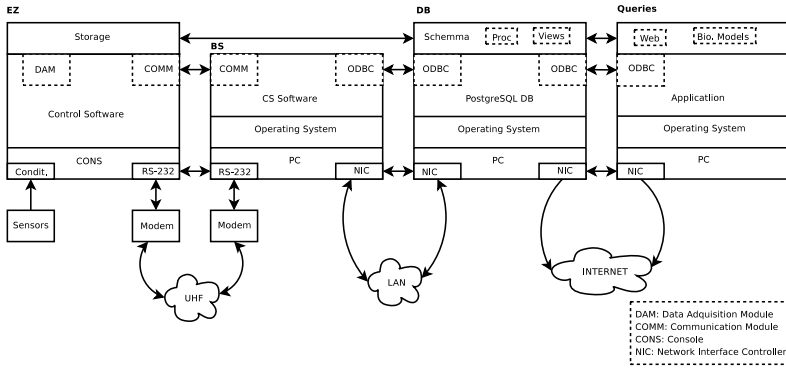 EZ
DB
Queries
Storage
BS
Schemma
Proc
Views
Web
Bio. Models
DAM
COMM
COMM
ODBC
ODBC
ODBC
ODBC
Control Software
CS Software
PostgreSQL DB
Applicatlion
Operating System
Operating System
Operating System
CONS
PC
PC
PC
Condit.
RS-232
RS-232
NIC
NIC
NIC
NIC
Sensors
Modem
Modem
UHF
LAN
INTERNET
DAM: Data Adquisition Module
COMM: Communication Module
CONS: Console
NIC: Network Interface Controller